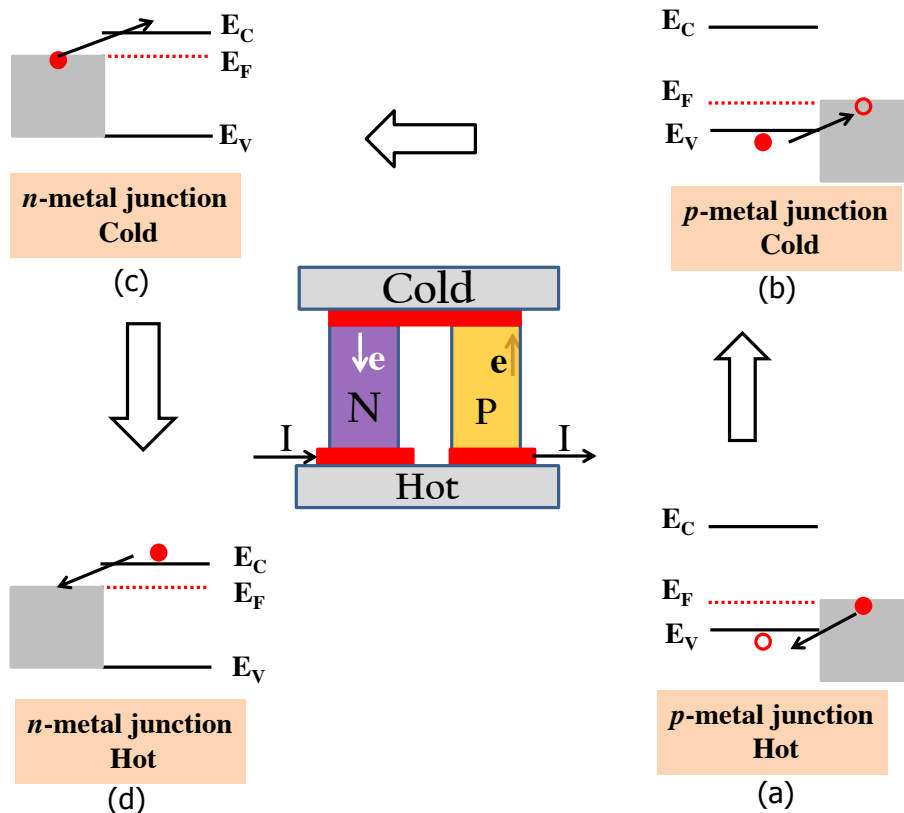 E_C
E_F
E_V
n-metal junction
Cold
(c)
E_C
E_F
E_V
p-metal junction
Cold
(b)
Cold
e
e
N
P
I
I
Hot
E_C
E_F
E_V
n-metal junction
Hot
(d)
E_C
E_F
E_V
p-metal junction
Hot
(a)